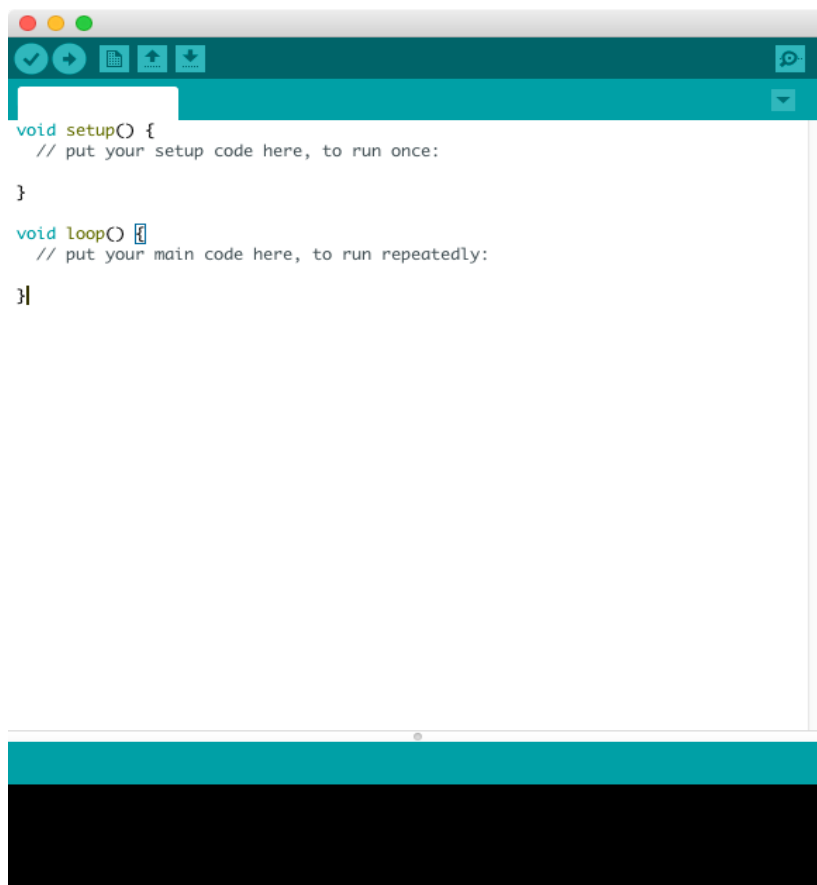 void setup() {
  // put your setup code here, to run once:
}
void loop() {
  // put your main code here, to run repeatedly:
}